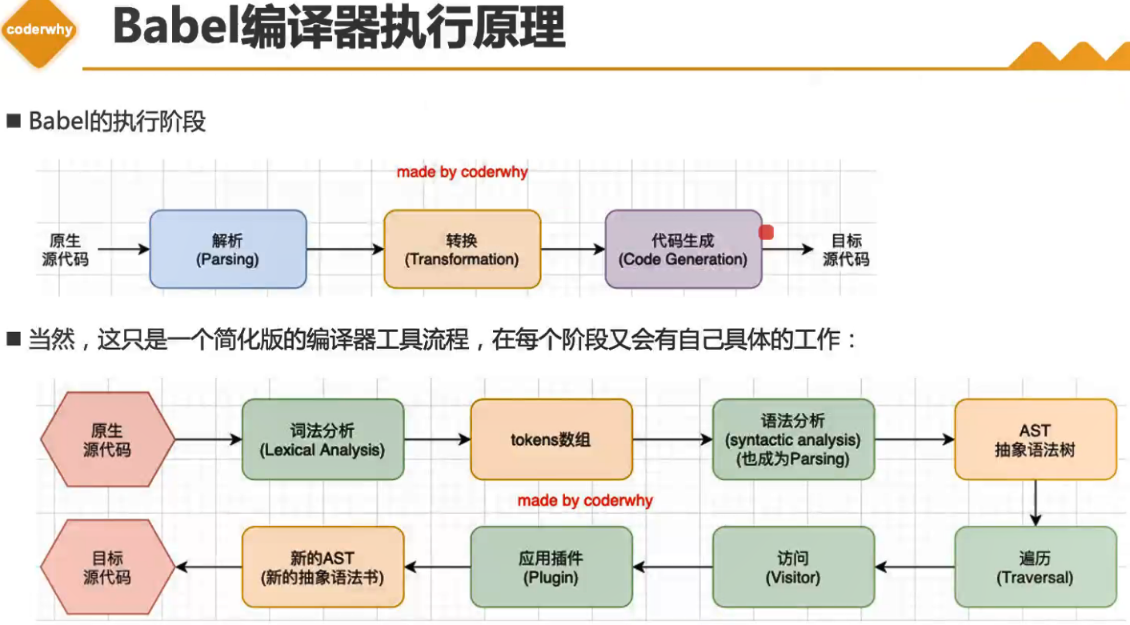 coderwhy
Babel编译器执行原理
■ Babel的执行阶段
made by coderwhy
原生
源代码
解析
(Parsing)
转换
(Transformation)
代码生成
(Code Generation)
目标
源代码
■ 当然，这只是一个简化版的编译器工具流程，在每个阶段又会有自己具体的工作：
原生
源代码
词法分析
(Lexical Analysis)
tokens数组
语法分析
(syntactic analysis)
(也成为Parsing)
AST
抽象语法树
made by coderwhy
目标
源代码
新的AST
(新的抽象语法书)
应用插件
(Plugin)
访问
(Visitor)
遍历
(Traversal)